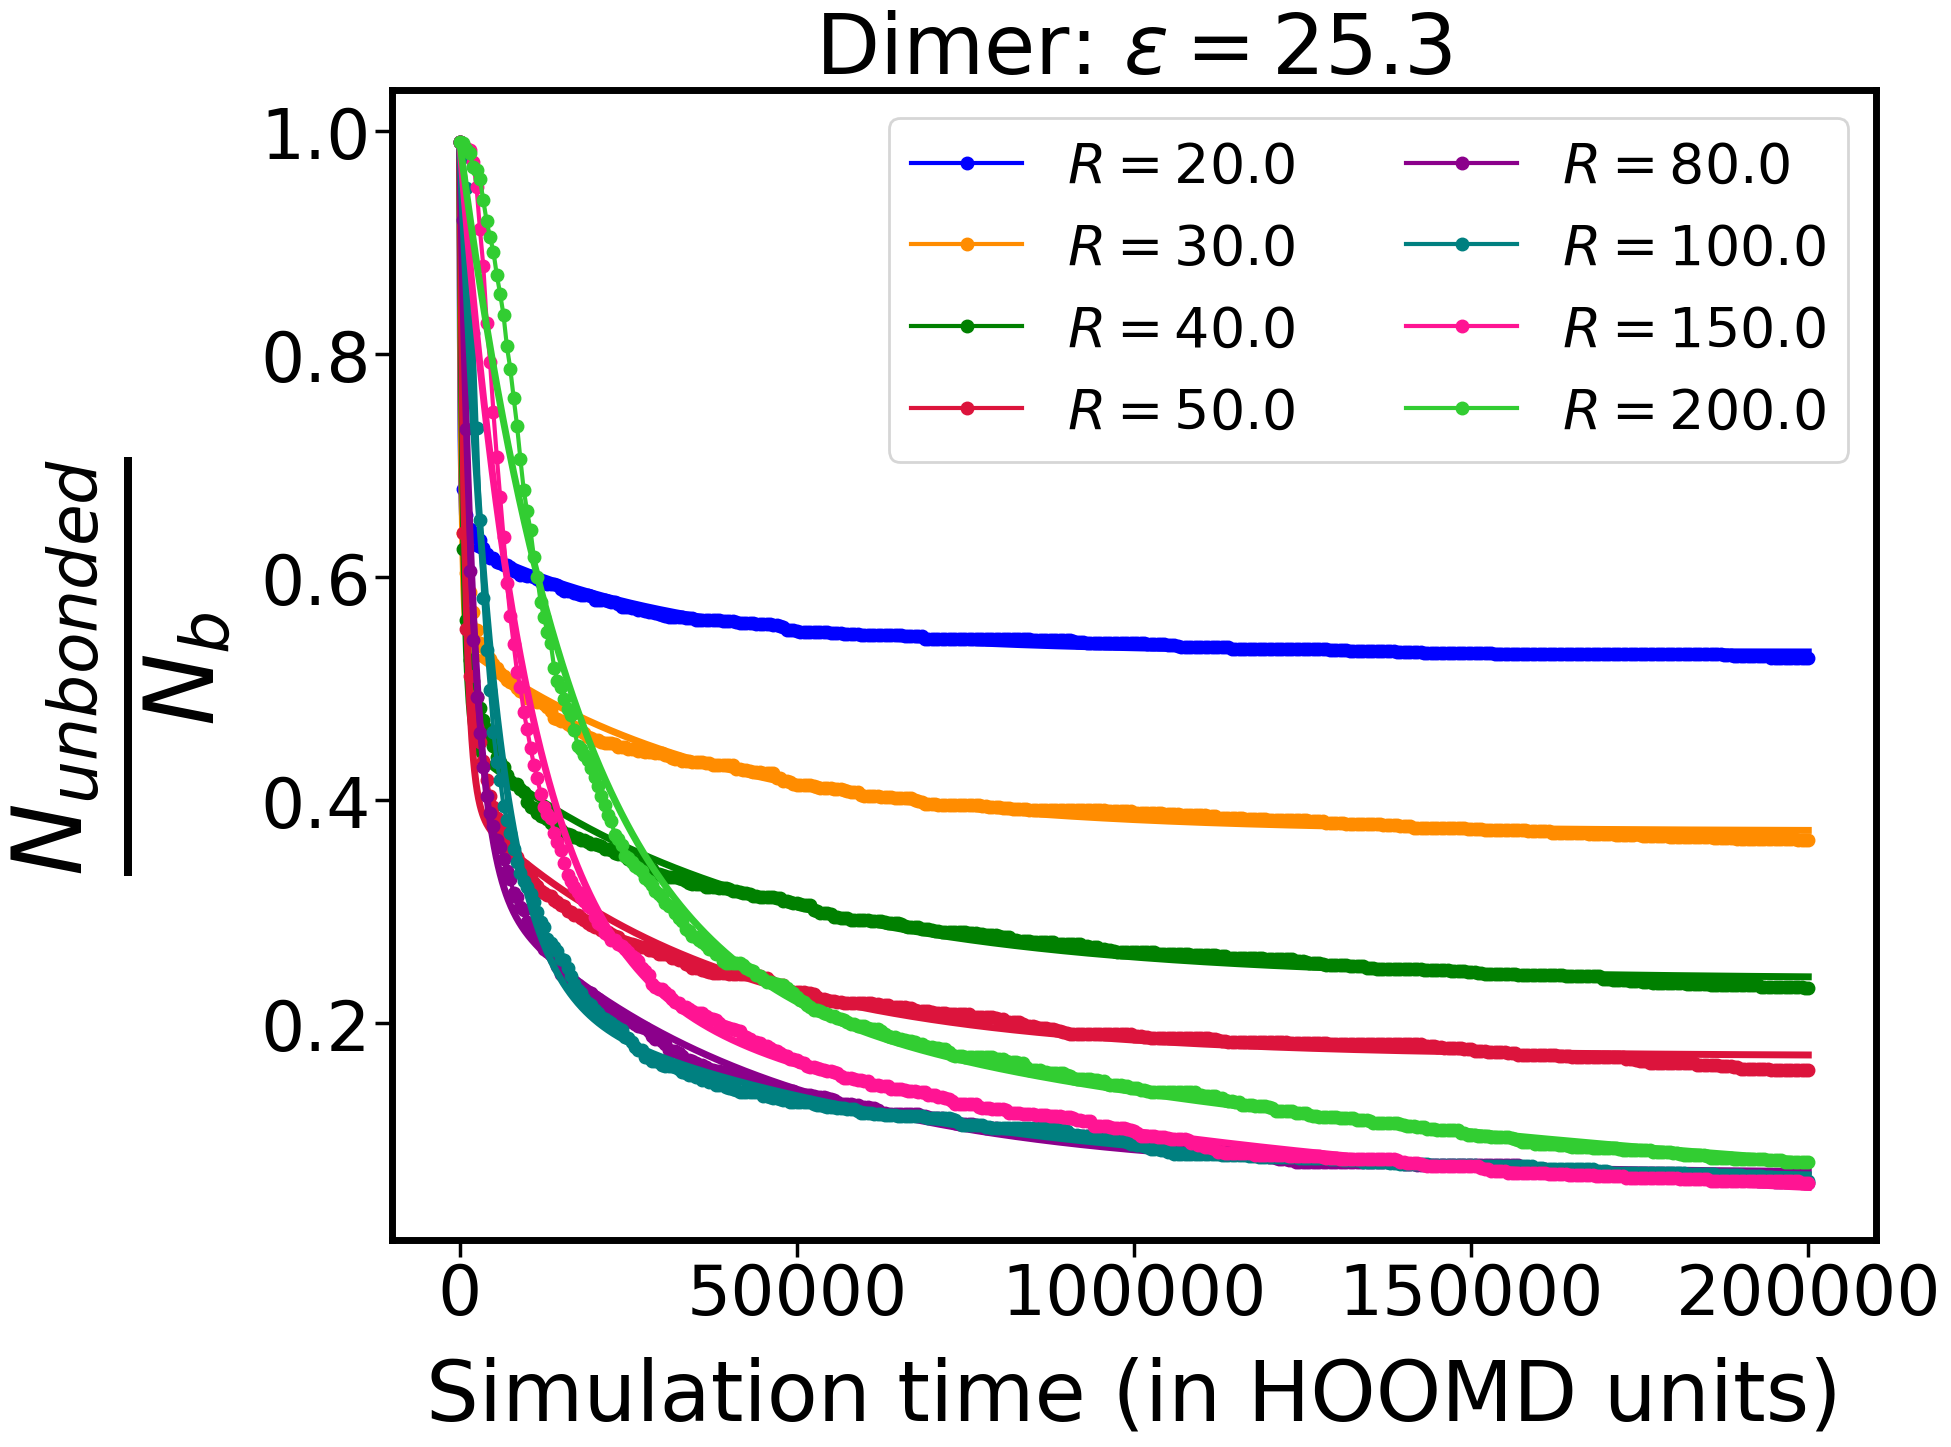 Dimer: ε = 25.3
N_unbonded
N_b
1.0
0.8
0.6
0.4
0.2
R = 20.0
R = 30.0
R = 40.0
R = 50.0
R = 80.0
R = 100.0
R = 150.0
R = 200.0
0 50000 100000 150000 200000
Simulation time (in HOOMD units)